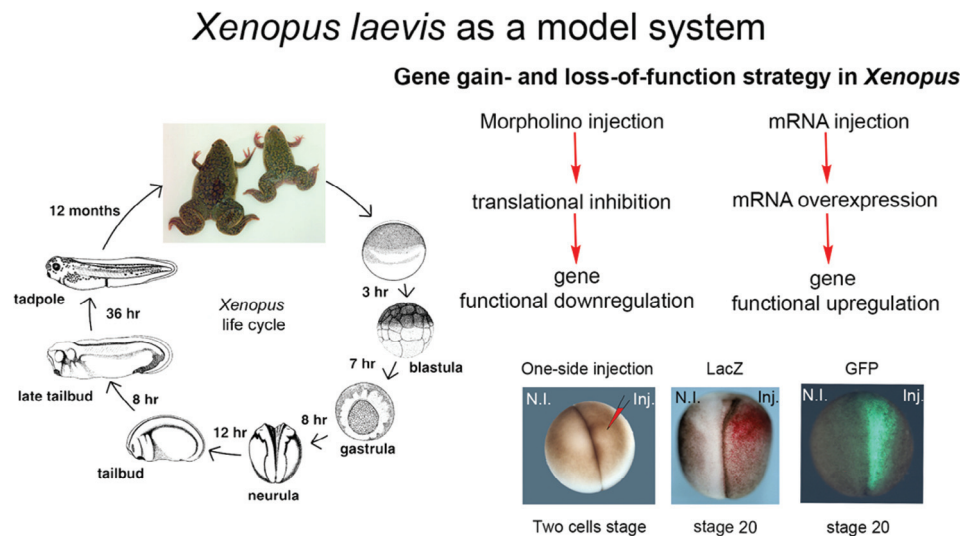 Xenopus laevis as a model system
Gene gain- and loss-of-function strategy in Xenopus
Morpholino injection
translational inhibition
gene
functional downregulation
mRNA injection
mRNA overexpression
gene
functional upregulation
12 months
3 hr
blastula
7 hr
gastrula
8 hr
neurula
12 hr
tailbud
8 hr
late tailbud
36 hr
tadpole
Xenopus
life cycle
One-side injection
N.I. Inj.
Two cells stage
LacZ
N.I. Inj.
stage 20
GFP
N.I. Inj.
stage 20